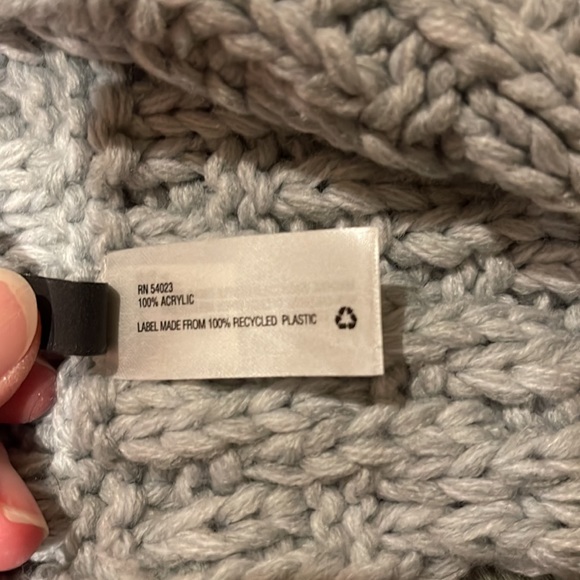 RN 54023
100% ACRYLIC
LABEL MADE FROM 100% RECYCLED PLASTIC